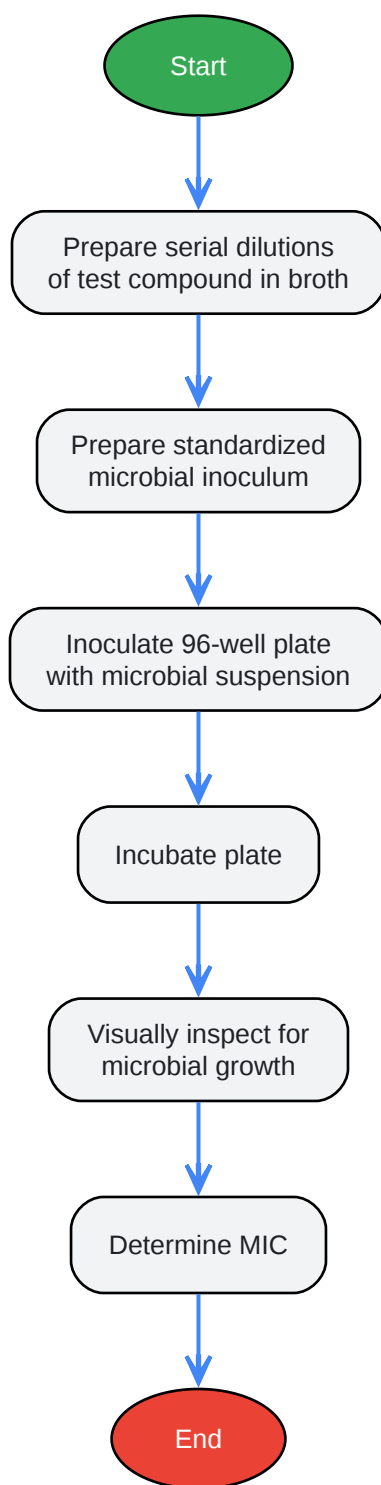 Start
Prepare serial dilutions
of test compound in broth
Prepare standardized
microbial inoculum
Inoculate 96-well plate
with microbial suspension
Incubate plate
Visually inspect for
microbial growth
Determine MIC
End